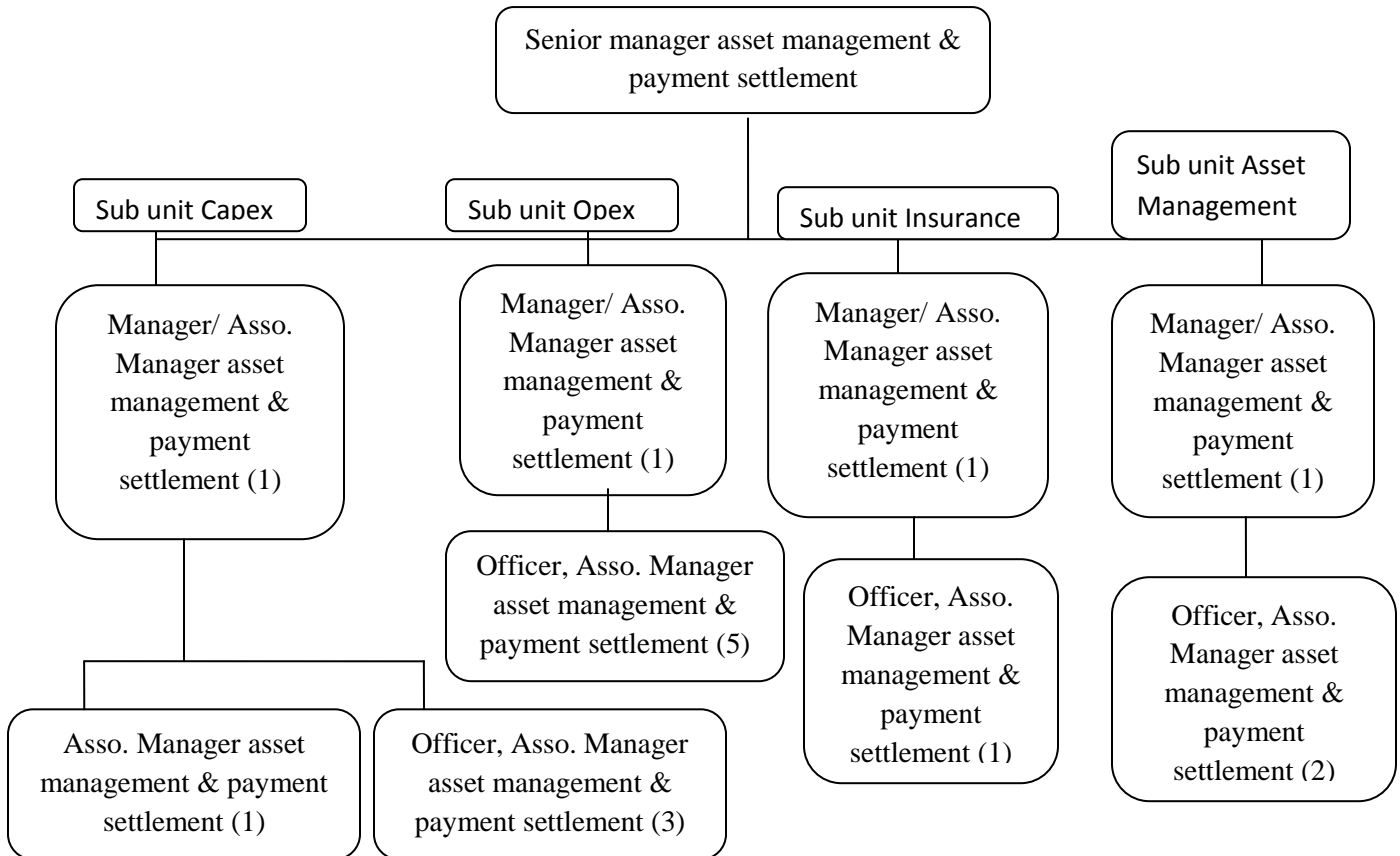 Senior manager asset management &
payment settlement
Sub unit Capex
Sub unit Opex
Sub unit Insurance
Sub unit Asset
Management
Manager/ Asso.
Manager asset
management &
payment
settlement (1)
Manager/ Asso.
Manager asset
management &
payment
settlement (1)
Manager/ Asso.
Manager asset
management &
payment
settlement (1)
Manager/ Asso.
Manager asset
management &
payment
settlement (1)
Asso. Manager asset
management & payment
settlement (1)
Officer, Asso. Manager
asset management &
payment settlement (3)
Officer, Asso. Manager
asset management &
payment settlement (5)
Officer, Asso.
Manager asset
management &
payment
settlement (1)
Officer, Asso.
Manager asset
management &
payment
settlement (2)